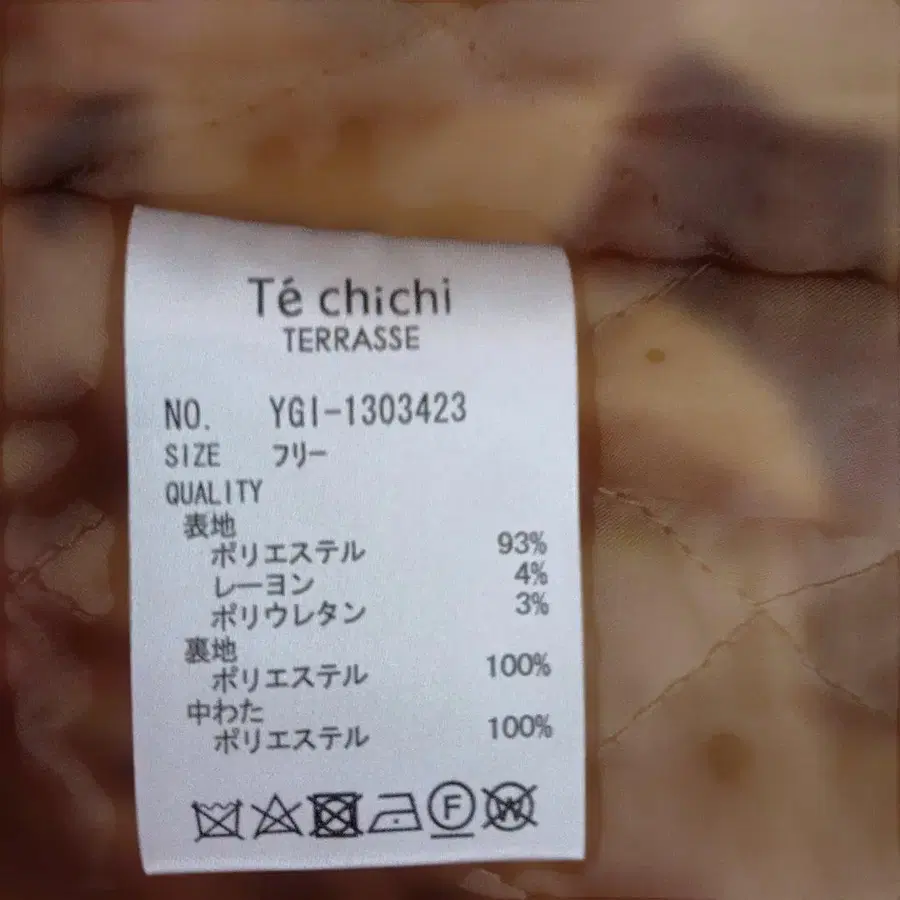 Té chichi
TERRASSE
NO. YGI-1303423
SIZE フリー
QUALITY
表地
ポリエステル 93%
レーヨン 4%
ポリウレタン 3%
裏地
ポリエステル 100%
中わた
ポリエステル 100%
F W